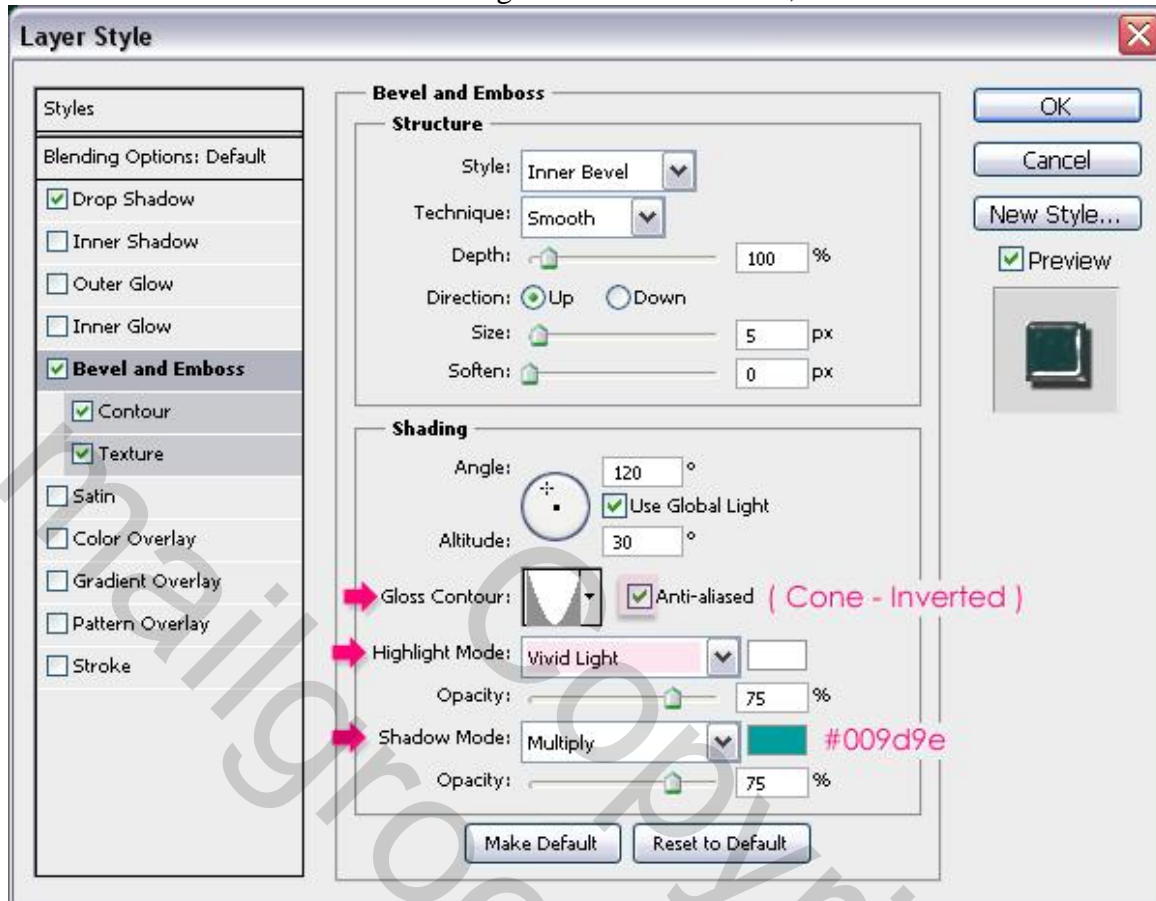 Layer Style
Styles
Blending Options: Default
Drop Shadow
Inner Shadow
Outer Glow
Inner Glow
Bevel and Emboss
Contour
Texture
Satin
Color Overlay
Gradient Overlay
Pattern Overlay
Stroke
Bevel and Emboss
Structure
Style: Inner Bevel
Technique: Smooth
Depth: 100 %
Direction: Up Down
Size: 5 px
Soften: 0 px
Shading
Angle: 120 °
Use Global Light
Altitude: 30 °
Gloss Contour: Anti-aliased ( Cone - Inverted )
Highlight Mode: Vivid Light
Opacity: 75 %
Shadow Mode: Multiply #009d9e
Opacity: 75 %
Make Default Reset to Default
OK
Cancel
New Style...
Preview